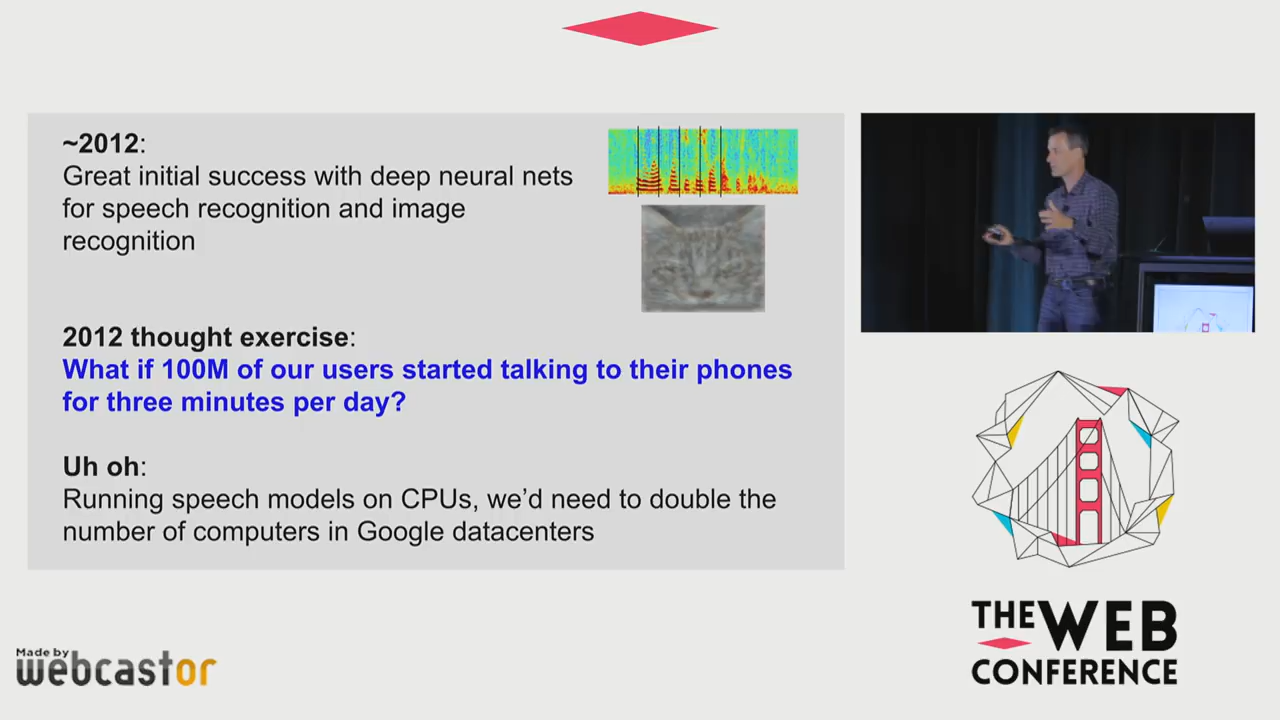 ~2012:
Great initial success with deep neural nets
for speech recognition and image
recognition
2012 thought exercise:
What if 100M of our users started talking to their phones
for three minutes per day?
Uh oh:
Running speech models on CPUs, we’d need to double the
number of computers in Google datacenters
THE WEB
CONFERENCE
Made by
webcastor